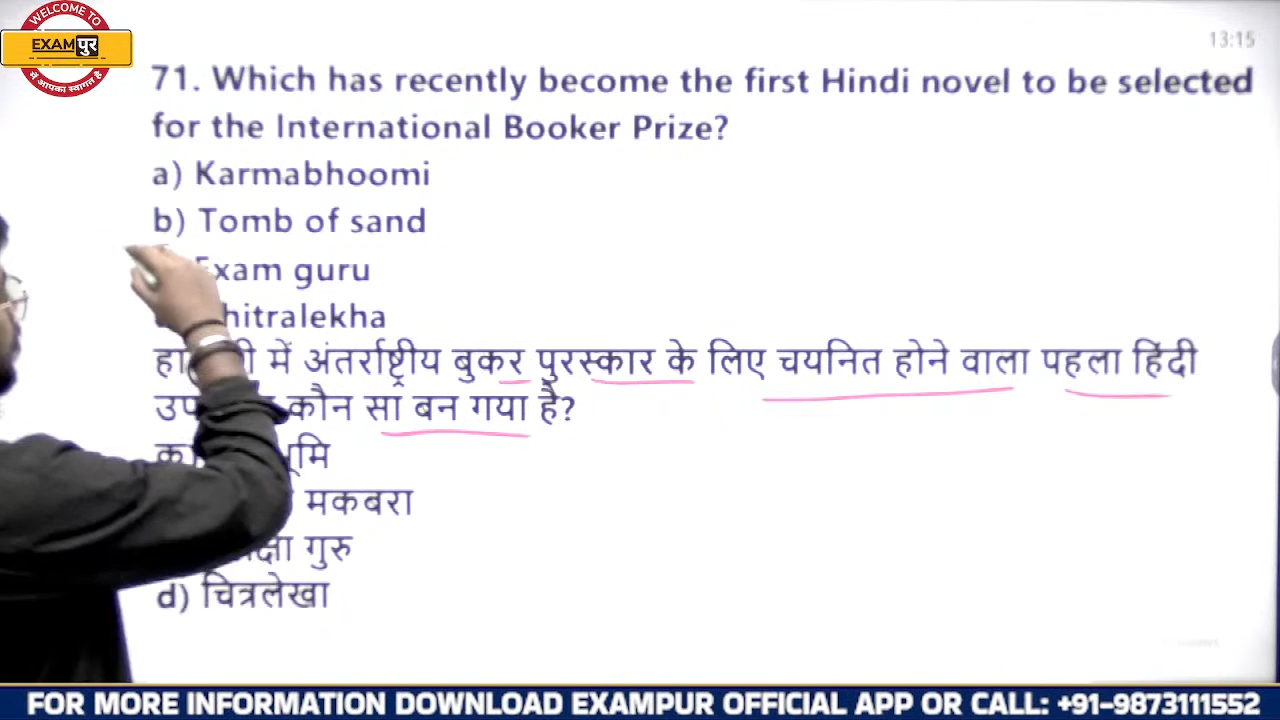 WELCOME TO
EXAMपुर
में आपका स्वागत है
13:15
71. Which has recently become the first Hindi novel to be selected
for the International Booker Prize?
a) Karmabhoomi
b) Tomb of sand
Exam guru
hitralekha
में अंतर्राष्ट्रीय बुकर पुरस्कार के लिए चयनित होने वाला पहला हिंदी
कौन सा बन गया है?
मकबरा
गुरु
d) चित्रलेखा
FOR MORE INFORMATION DOWNLOAD EXAMPUR OFFICIAL APP OR CALL: +91-9873111552